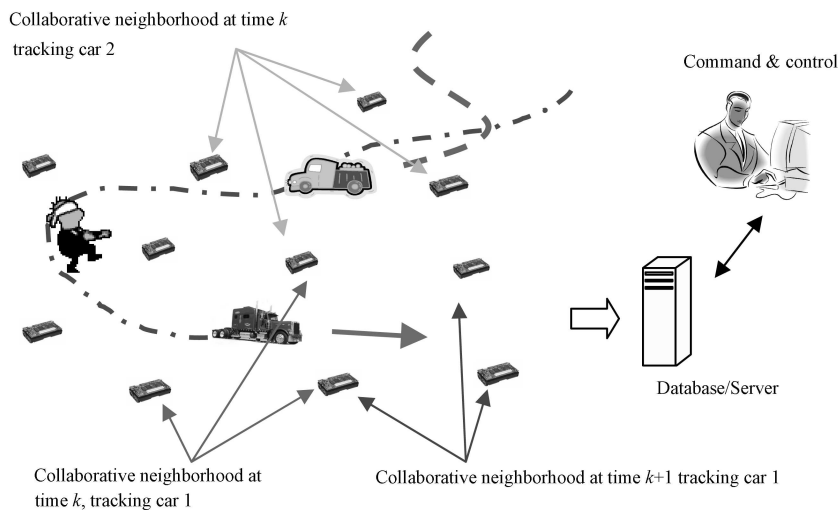 Collaborative neighborhood at time k
tracking car 2
Command & control
Database/Server
Collaborative neighborhood at
time k, tracking car 1
Collaborative neighborhood at time k+1 tracking car 1